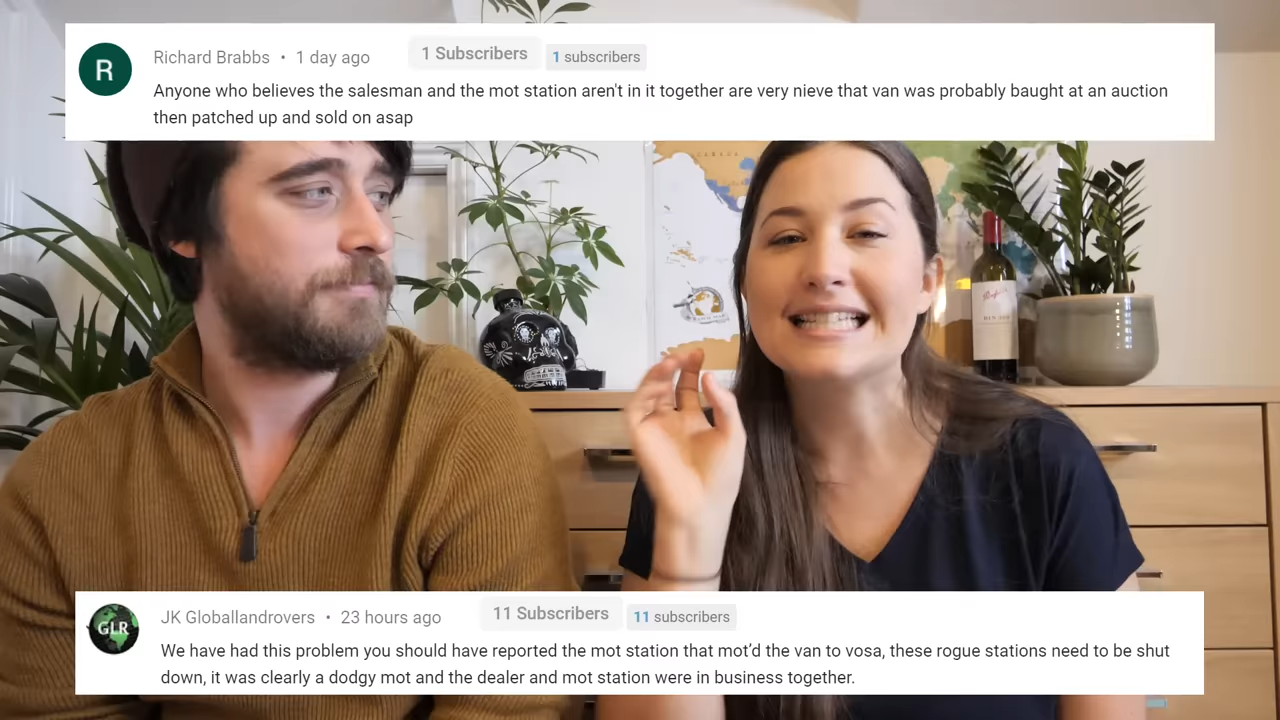 R
Richard Brabbs • 1 day ago 1 Subscribers 1 subscribers
Anyone who believes the salesman and the mot station aren't in it together are very nieve that van was probably baught at an auction
then patched up and sold on asap
GLR
JK Globallandrovers • 23 hours ago 11 Subscribers 11 subscribers
We have had this problem you should have reported the mot station that mot'd the van to vosa, these rogue stations need to be shut
down, it was clearly a dodgy mot and the dealer and mot station were in business together.